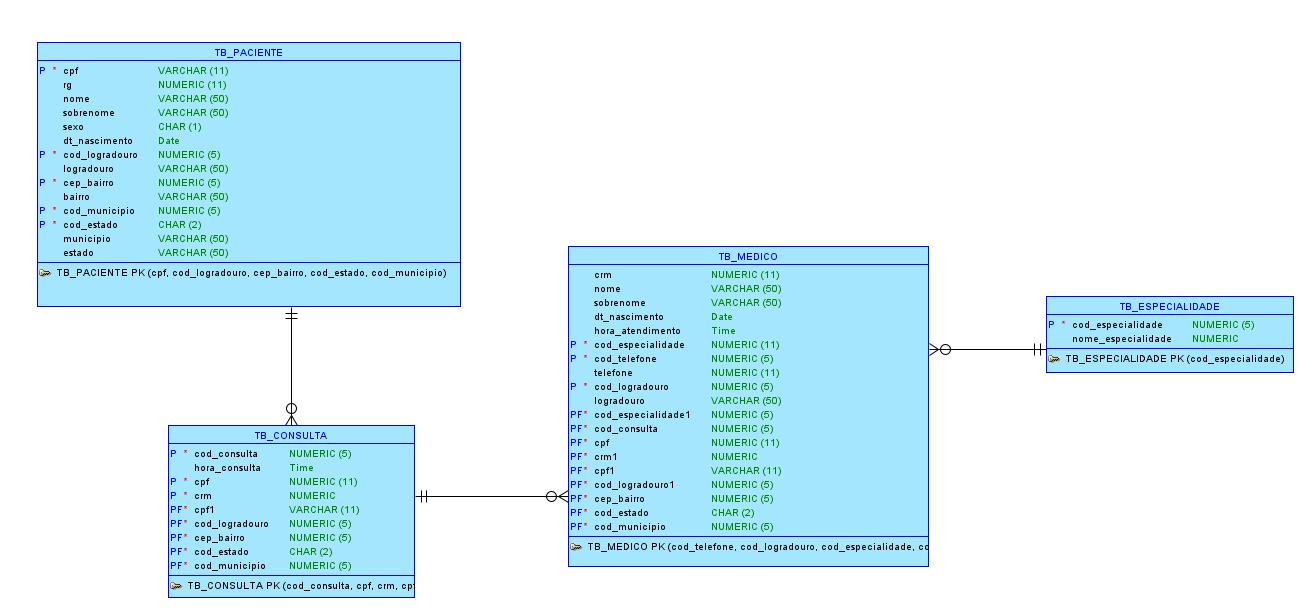 TB_PACIENTE
P * cpf VARCHAR (11)
rg NUMERIC (11)
nome VARCHAR (50)
sobrenome VARCHAR (50)
sexo CHAR (1)
dt_nascimento Date
P * cod_logradouro NUMERIC (5)
logradouro VARCHAR (50)
P * cep_bairro NUMERIC (5)
bairro VARCHAR (50)
P * cod_municipio NUMERIC (5)
P * cod_estado CHAR (2)
municipio VARCHAR (50)
estado VARCHAR (50)
TB_PACIENTE PK (cpf, cod_logradouro, cep_bairro, cod_estado, cod_municipio)
TB_CONSULTA
P * cod_consulta NUMERIC (5)
hora_consulta Time
P * cpf NUMERIC (11)
P * crm NUMERIC
PF* cpf1 VARCHAR (11)
PF* cod_logradouro NUMERIC (5)
PF* cep_bairro NUMERIC (5)
PF* cod_estado CHAR (2)
PF* cod_municipio NUMERIC (5)
TB_CONSULTA PK (cod_consulta, cpf, crm, cpf
TB_MEDICO
crm NUMERIC (11)
nome VARCHAR (50)
sobrenome VARCHAR (50)
dt_nascimento Date
hora_atendimento Time
P * cod_especialidade NUMERIC (11)
P * cod_telefone NUMERIC (5)
telefone NUMERIC (11)
P * cod_logradouro NUMERIC (5)
logradouro VARCHAR (50)
PF* cod_especialidade1 NUMERIC (5)
PF* cod_consulta NUMERIC (5)
PF* cpf NUMERIC (11)
PF* crm1 NUMERIC
PF* cpf1 VARCHAR (11)
PF* cod_logradouro1 NUMERIC (5)
PF* cep_bairro NUMERIC (5)
PF* cod_estado CHAR (2)
PF* cod_municipio NUMERIC (5)
TB_MEDICO PK (cod_telefone, cod_logradouro, cod_especialidade, co
TB_ESPECIALIDADE
P * cod_especialidade NUMERIC (5)
nome_especialidade NUMERIC
TB_ESPECIALIDADE PK (cod_especialidade)